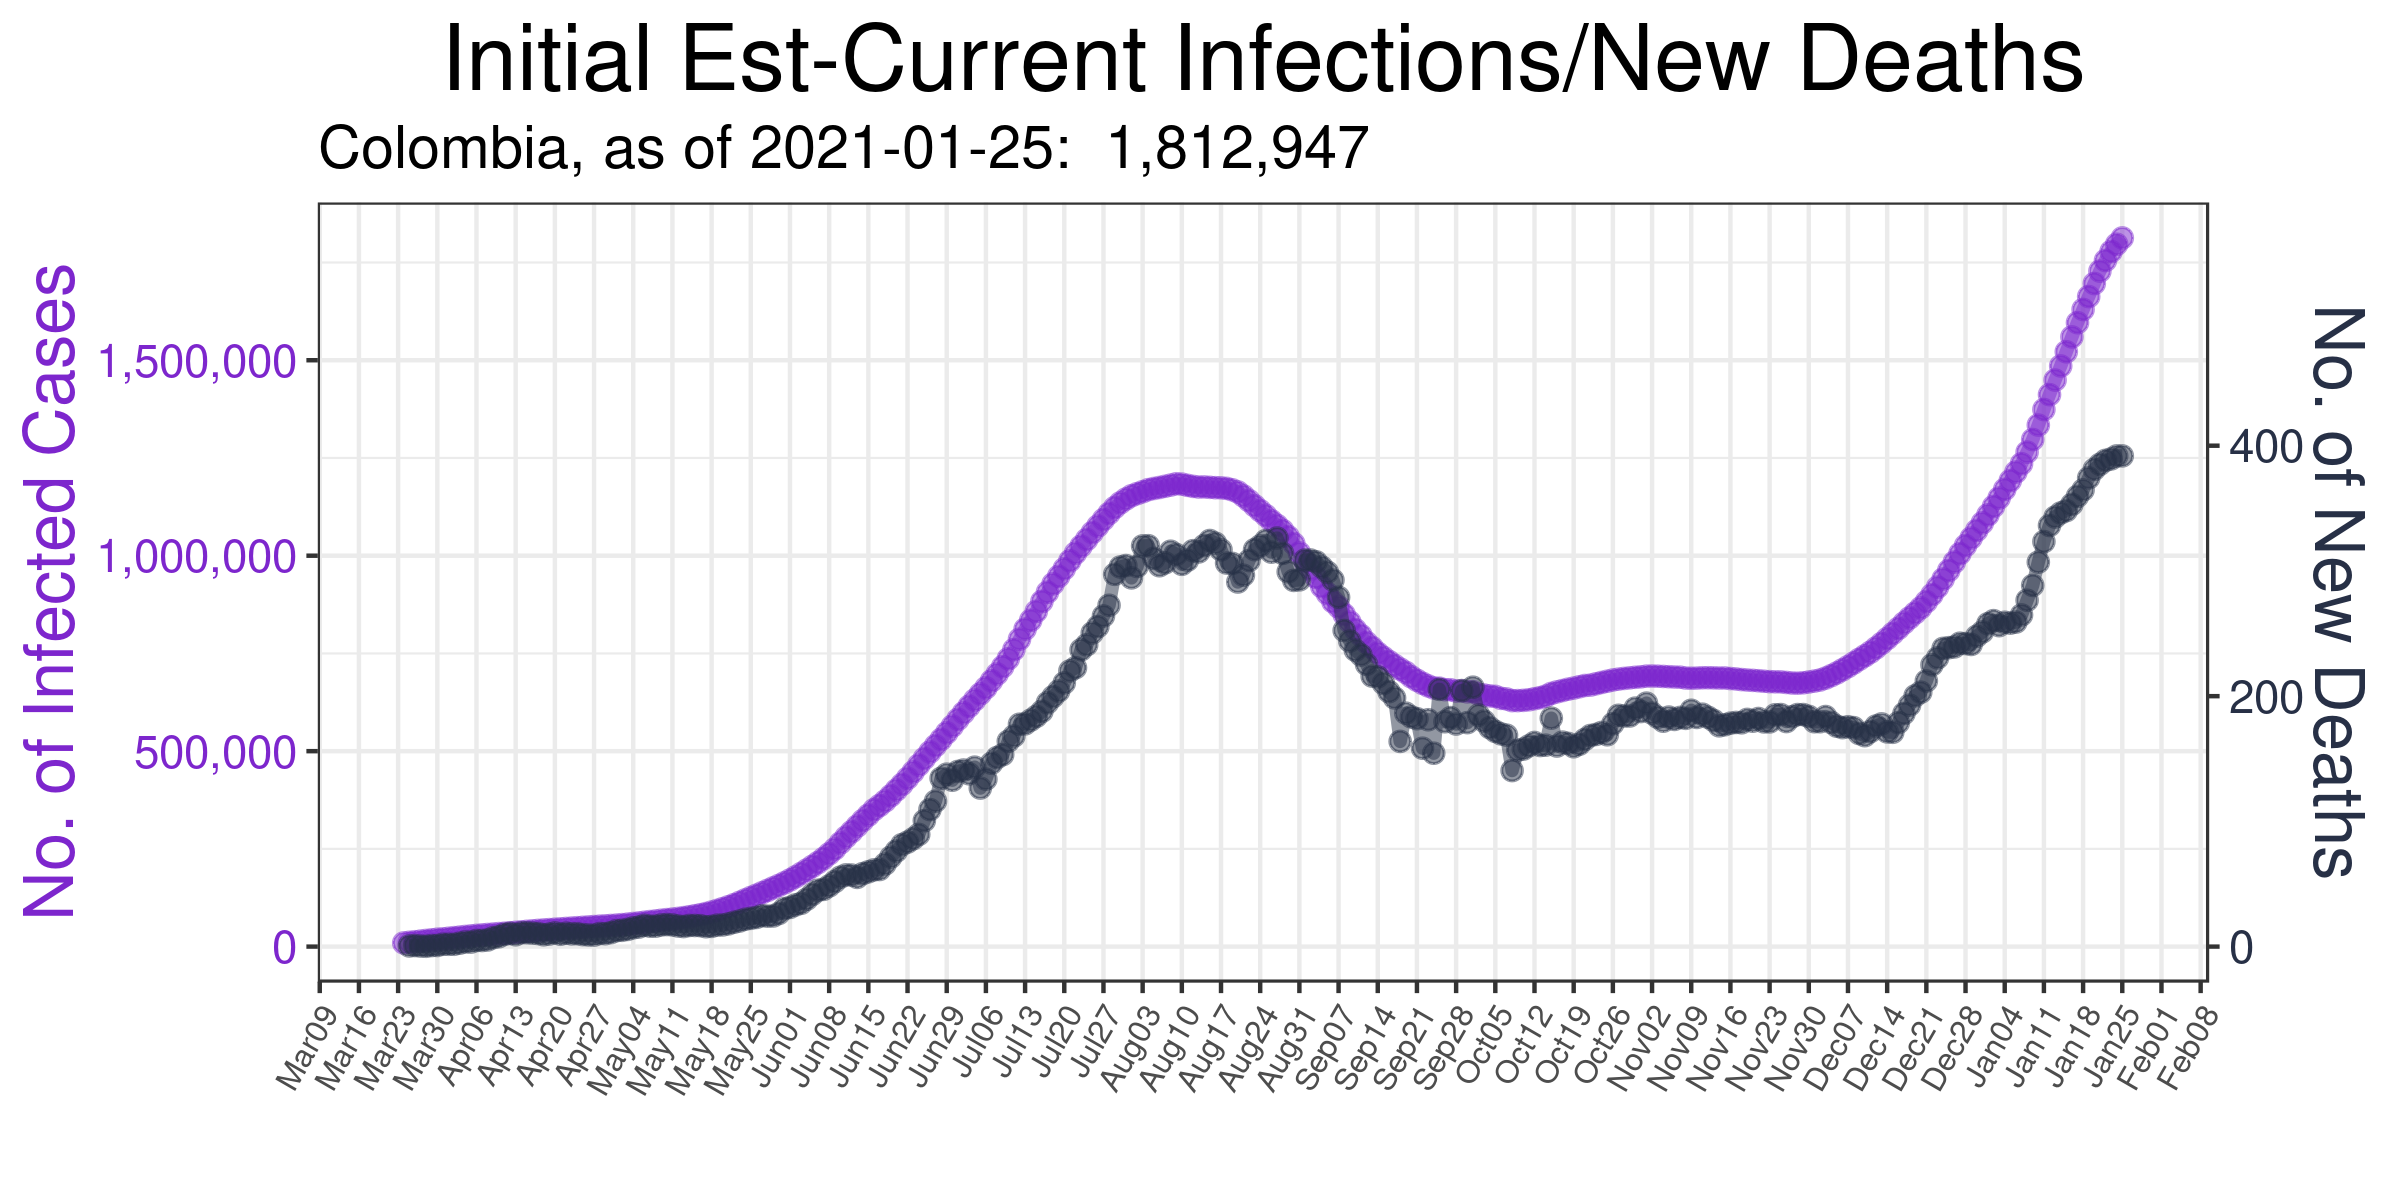 Initial Est-Current Infections/New Deaths
Colombia, as of 2021-01-25:  1,812,947
No. of Infected Cases
1,500,000
1,000,000
500,000
0
400
200
0
No. of New Deaths
Mar09
Mar16
Mar23
Mar30
Apr06
Apr13
Apr20
Apr27
May04
May11
May18
May25
Jun01
Jun08
Jun15
Jun22
Jun29
Jul06
Jul13
Jul20
Jul27
Aug03
Aug10
Aug17
Aug24
Aug31
Sep07
Sep14
Sep21
Sep28
Oct05
Oct12
Oct19
Oct26
Nov02
Nov09
Nov16
Nov23
Nov30
Dec07
Dec14
Dec21
Dec28
Dec04
Jan11
Jan18
Jan25
Feb01
Feb08